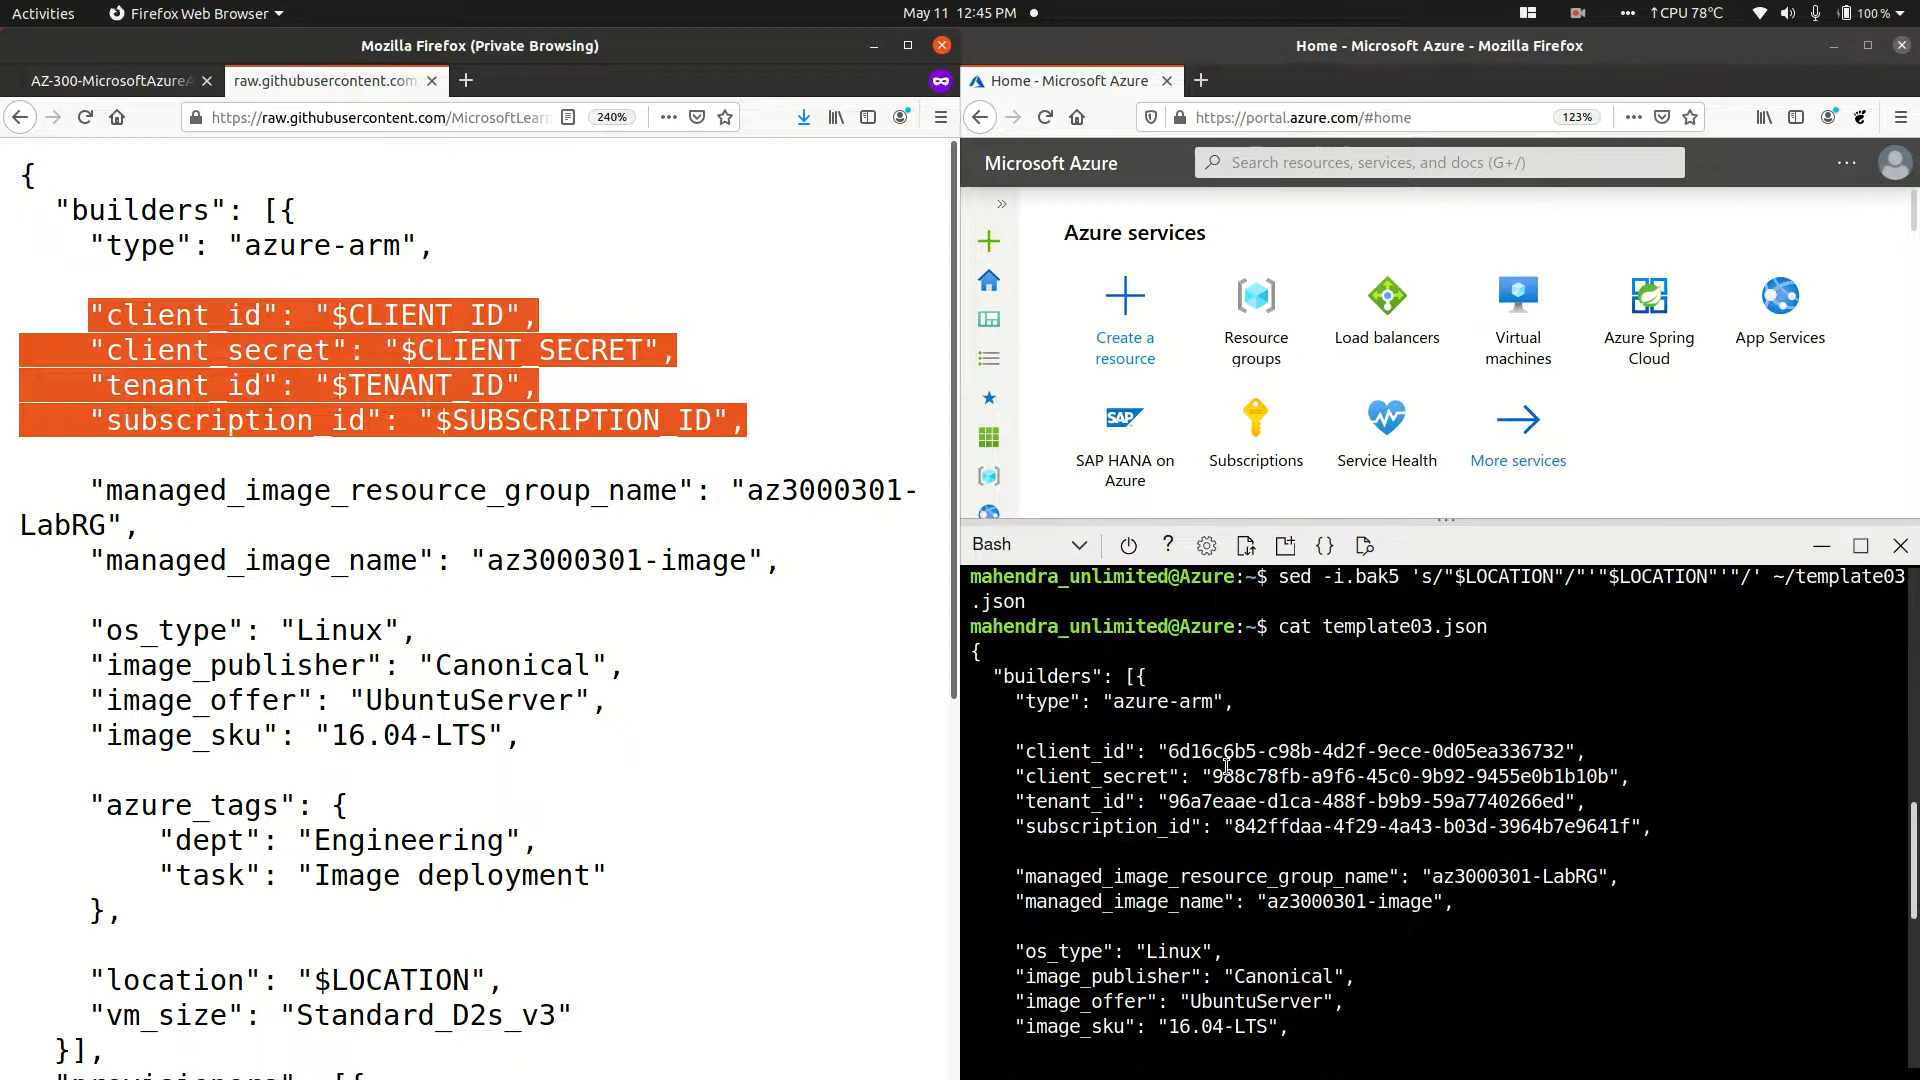 Activities
Firefox Web Browser
May 11 12:45 PM
↑CPU 78℃
100 %
Mozilla Firefox (Private Browsing)
AZ-300-MicrosoftAzureA
raw.githubusercontent.com
https://raw.githubusercontent.com/MicrosoftLearn
240%
{
"builders": [{
"type": "azure-arm",
"client_id": "$CLIENT_ID",
"client_secret": "$CLIENT_SECRET",
"tenant_id": "$TENANT_ID",
"subscription_id": "$SUBSCRIPTION_ID",
"managed_image_resource_group_name": "az3000301-
LabRG",
"managed_image_name": "az3000301-image",
"os_type": "Linux",
"image_publisher": "Canonical",
"image_offer": "UbuntuServer",
"image_sku": "16.04-LTS",
"azure_tags": {
"dept": "Engineering",
"task": "Image deployment"
},
"location": "$LOCATION",
"vm_size": "Standard_D2s_v3"
}],
Home - Microsoft Azure - Mozilla Firefox
Home - Microsoft Azure
https://portal.azure.com/#home
123%
Microsoft Azure
Search resources, services, and docs (G+/)
Azure services
Create a
resource
Resource
groups
Load balancers
Virtual
machines
Azure Spring
Cloud
App Services
SAP
SAP HANA on
Azure
Subscriptions
Service Health
More services
Bash
mahendra_unlimited@Azure:~$ sed -i.bak5 's/"$LOCATION"/"'"$LOCATION"'"/' ~/template03
.json
mahendra_unlimited@Azure:~$ cat template03.json
{
"builders": [{
"type": "azure-arm",
"client_id": "6d16c6b5-c98b-4d2f-9ece-0d05ea336732",
"client_secret": "988c78fb-a9f6-45c0-9b92-9455e0b1b10b",
"tenant_id": "96a7eaae-d1ca-488f-b9b9-59a7740266ed",
"subscription_id": "842ffdaa-4f29-4a43-b03d-3964b7e9641f",
"managed_image_resource_group_name": "az3000301-LabRG",
"managed_image_name": "az3000301-image",
"os_type": "Linux",
"image_publisher": "Canonical",
"image_offer": "UbuntuServer",
"image_sku": "16.04-LTS",